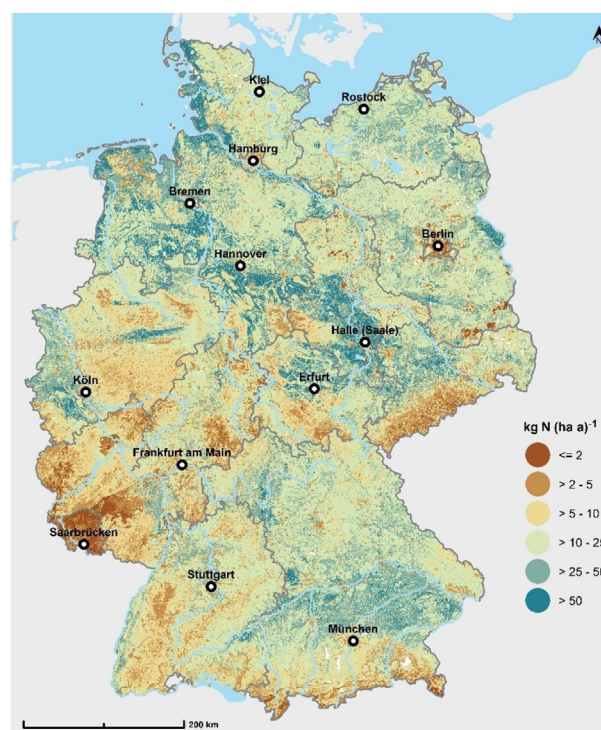 N
Kiel
Rostock
Hamburg
Bremen
Berlin
Hannover
Halle (Saale)
Köln
Erfurt
Frankfurt am Main
Saarbrücken
Stuttgart
München
kg N (ha a)-1
<= 2
> 2 - 5
> 5 - 10
> 10 - 25
> 25 - 50
> 50
200 km